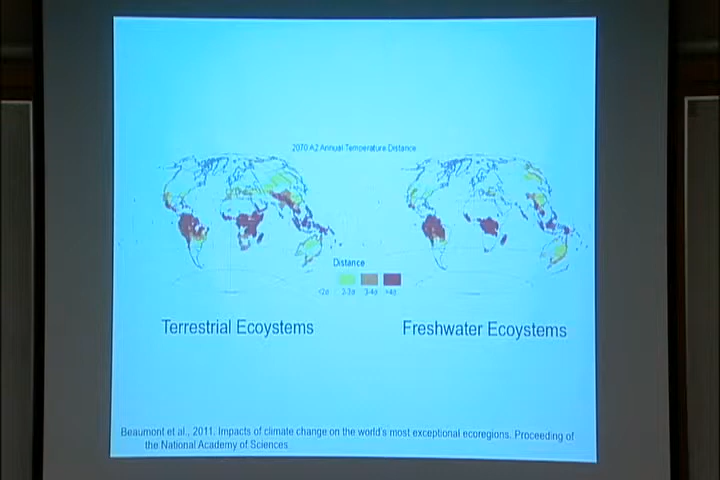 2070 A2 Annual Temperature Distance
Distance
<2σ 2-3σ 3-4σ >4σ
Terrestrial Ecoystems
Freshwater Ecoystems
Beaumont et al., 2011. Impacts of climate change on the world's most exceptional ecoregions. Proceeding of
the National Academy of Sciences